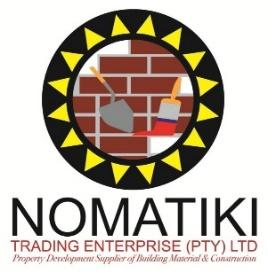 NOMATIKI
TRADING ENTERPRISE (PTY) LTD
Property Development Supplier of Building Material & Construction